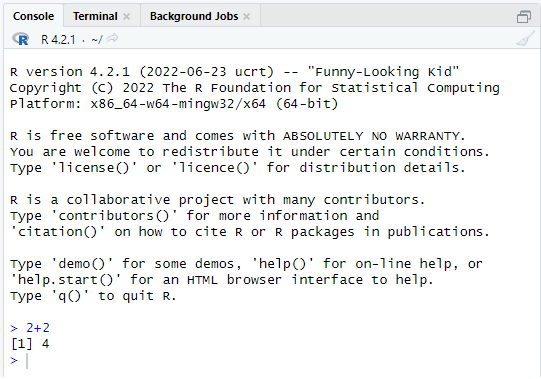 Console Terminal × Background Jobs ×
R R 4.2.1 · ~/
R version 4.2.1 (2022-06-23 ucrt) -- "Funny-Looking Kid"
Copyright (C) 2022 The R Foundation for Statistical Computing
Platform: x86_64-w64-mingw32/x64 (64-bit)
R is free software and comes with ABSOLUTELY NO WARRANTY.
You are welcome to redistribute it under certain conditions.
Type 'license()' or 'licence()' for distribution details.
R is a collaborative project with many contributors.
Type 'contributors()' for more information and
'citation()' on how to cite R or R packages in publications.
Type 'demo()' for some demos, 'help()' for on-line help, or
'help.start()' for an HTML browser interface to help.
Type 'q()' to quit R.
> 2+2
[1] 4
>